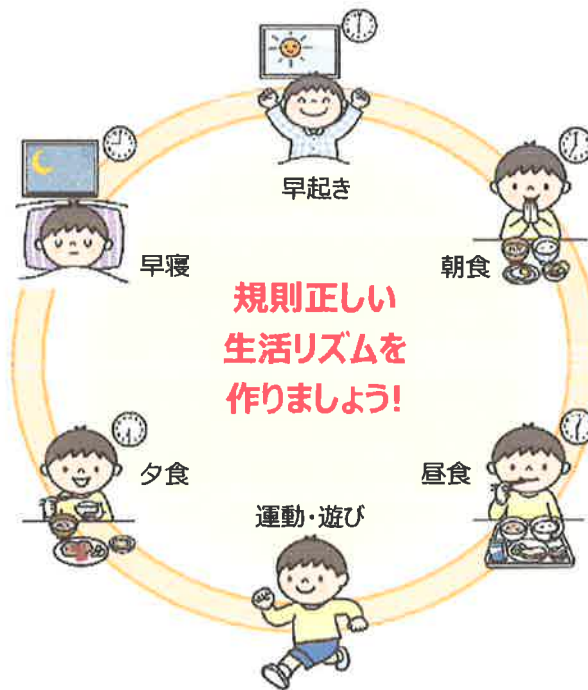 早起き
朝食
早寝
規則正しい
生活リズムを
作りましょう!
夕食
昼食
運動・遊び